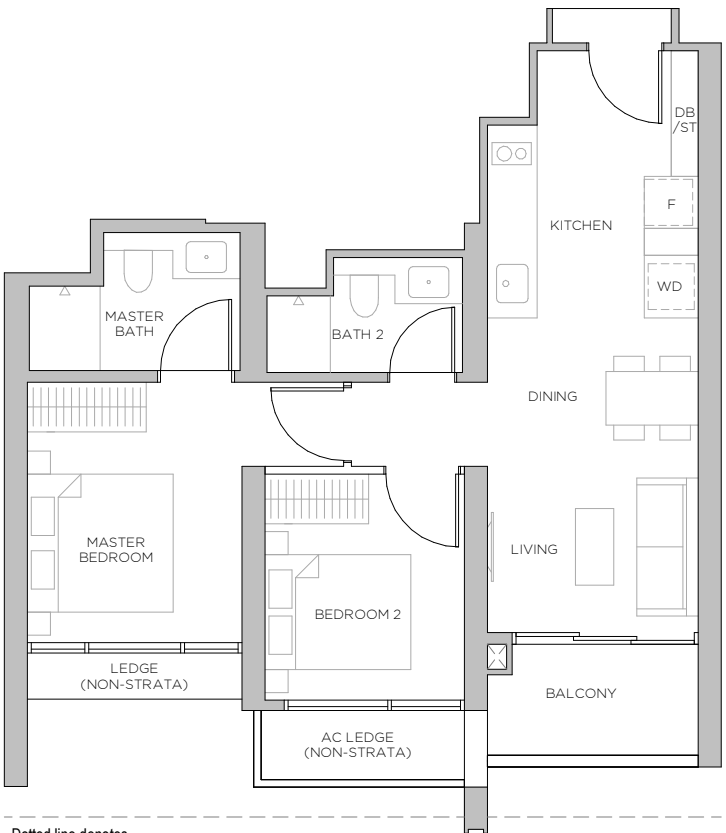 DB
/ST
F
KITCHEN
WD
MASTER
BATH
BATH 2
DINING
MASTER
BEDROOM
LIVING
BEDROOM 2
LEDGE
(NON-STRATA)
BALCONY
AC LEDGE
(NON-STRATA)
Dotted line denotes